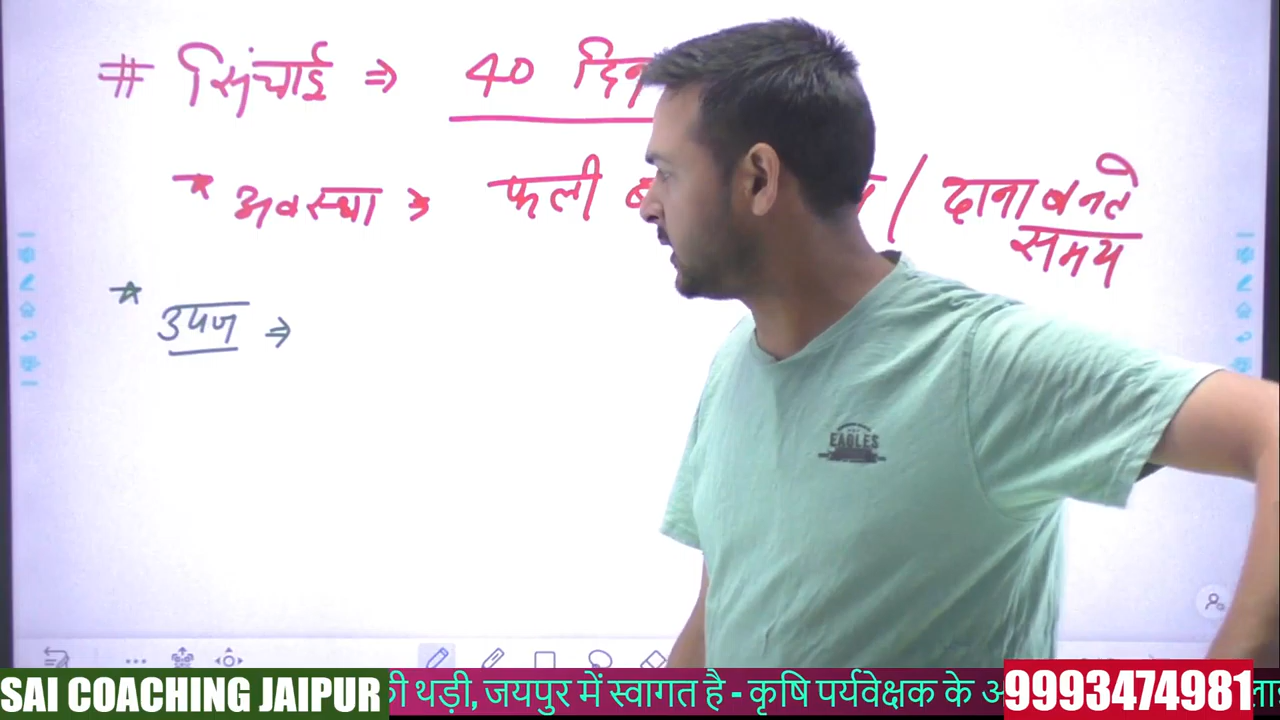 # सिंचाई ⇒ 40 दिन
* अवस्था → फली / दाना बनते
समय
* उपज ⇒
EAGLES
SAI COACHING JAIPUR
थड़ी, जयपुर में स्वागत है - कृषि पर्यवेक्षक के
9993474981